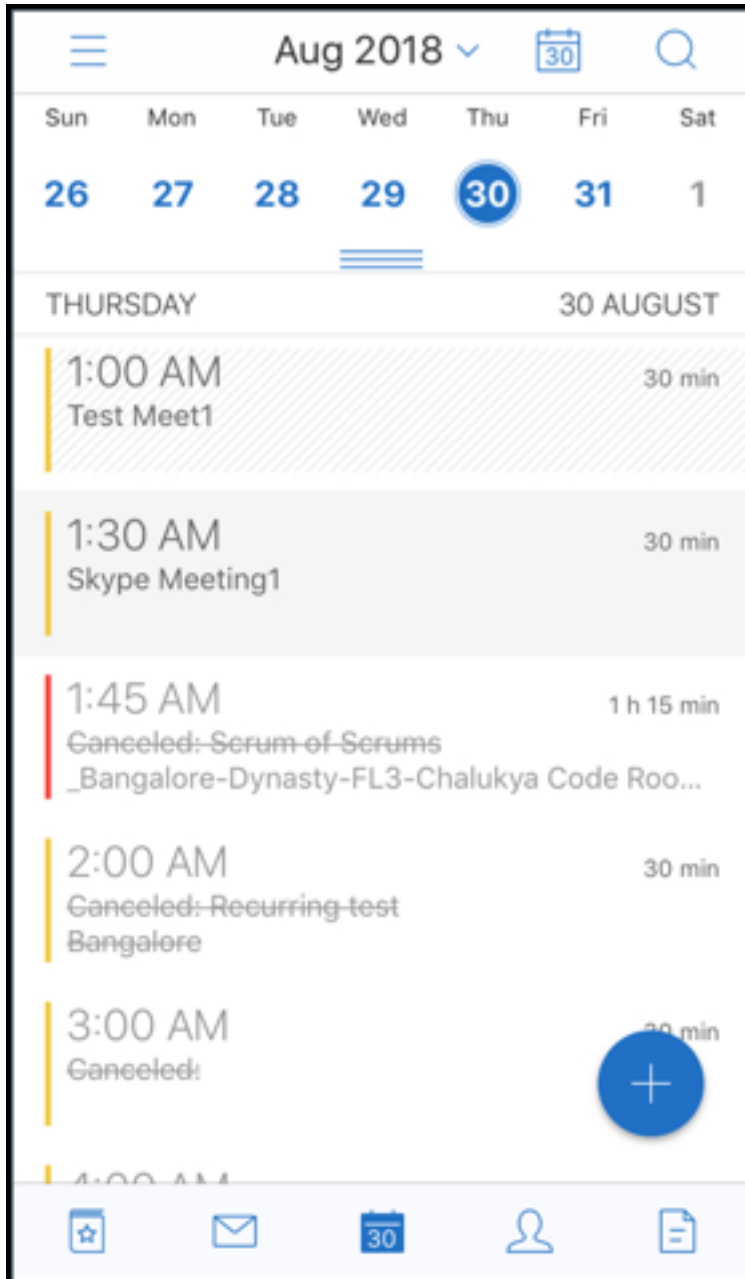 Aug 2018
30
Sun Mon Tue Wed Thu Fri Sat
26 27 28 29 30 31 1
THURSDAY 30 AUGUST
1:00 AM 30 min
Test Meet1
1:30 AM 30 min
Skype Meeting1
1:45 AM 1 h 15 min
Canceled: Scrum of Scrums
_Bangalore-Dynasty-FL3-Chalukya Code Roo...
2:00 AM 30 min
Canceled: Recurring test
Bangalore
3:00 AM min
Canceled:
30